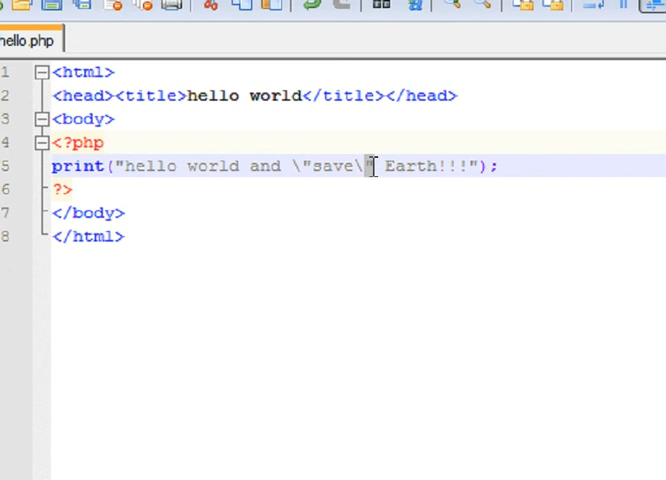 hello.php
1 <html>
2 <head><title>hello world</title></head>
3 <body>
4 <?php
5 print("hello world and \"save\" Earth!!!");
6 ?>
7 </body>
8 </html>